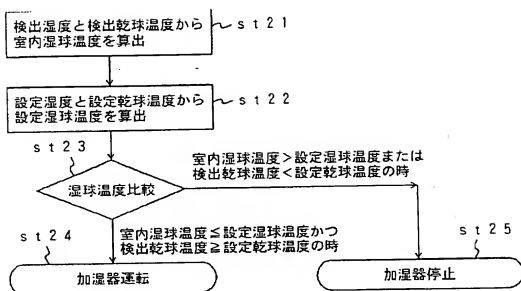 検出湿度と検出乾球温度から
室内湿球温度を算出
st21
設定湿度と設定乾球温度から
設定湿球温度を算出
st22
st23
湿球温度比較
室内湿球温度>設定湿球温度または
検出乾球温度<設定乾球温度の時
室内湿球温度≦設定湿球温度かつ
検出乾球温度≧設定乾球温度の時
st24
加湿器運転
st25
加湿器停止